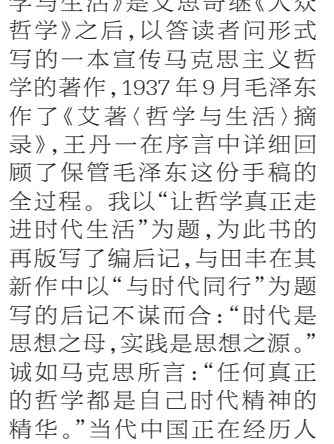 学与生活》是艾思奇继《大众
哲学》之后，以答读者问形式
写的一本宣传马克思主义哲
学的著作，1937年9月毛泽东
作了《艾著〈哲学与生活〉摘
录》，王丹一在序言中详细回
顾了保管毛泽东这份手稿的
全过程。我以“让哲学真正走
进时代生活”为题，为此书的
再版写了编后记，与田丰在其
新作中以“与时代同行”为题
写的后记不谋而合：“时代是
思想之母，实践是思想之源。”
诚如马克思所言：“任何真正
的哲学都是自己时代精神的
精华。”当代中国正在经历人